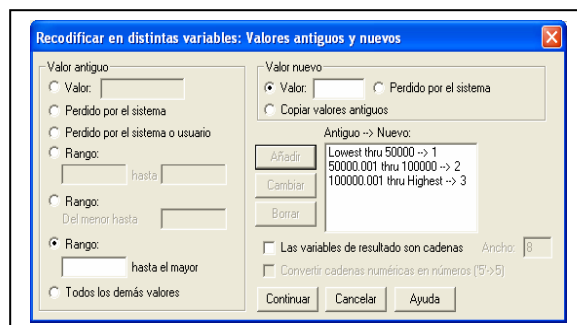 Recodificar en distintas variables: Valores antiguos y nuevos
Valor antiguo
Valor:
Perdido por el sistema
Perdido por el sistema o usuario
Rango:
hasta
Rango:
Del menor hasta
Rango:
hasta el mayor
Todos los demás valores
Valor nuevo
Valor:
Perdido por el sistema
Copiar valores antiguos
Antiguo --> Nuevo:
Añadir
Cambiar
Borrar
Lowest thru 50000 --> 1
50000.001 thru 100000 --> 2
100000.001 thru Highest --> 3
Las variables de resultado son cadenas
Ancho: 8
Convertir cadenas numéricas en números ('5'->5)
Continuar
Cancelar
Ayuda